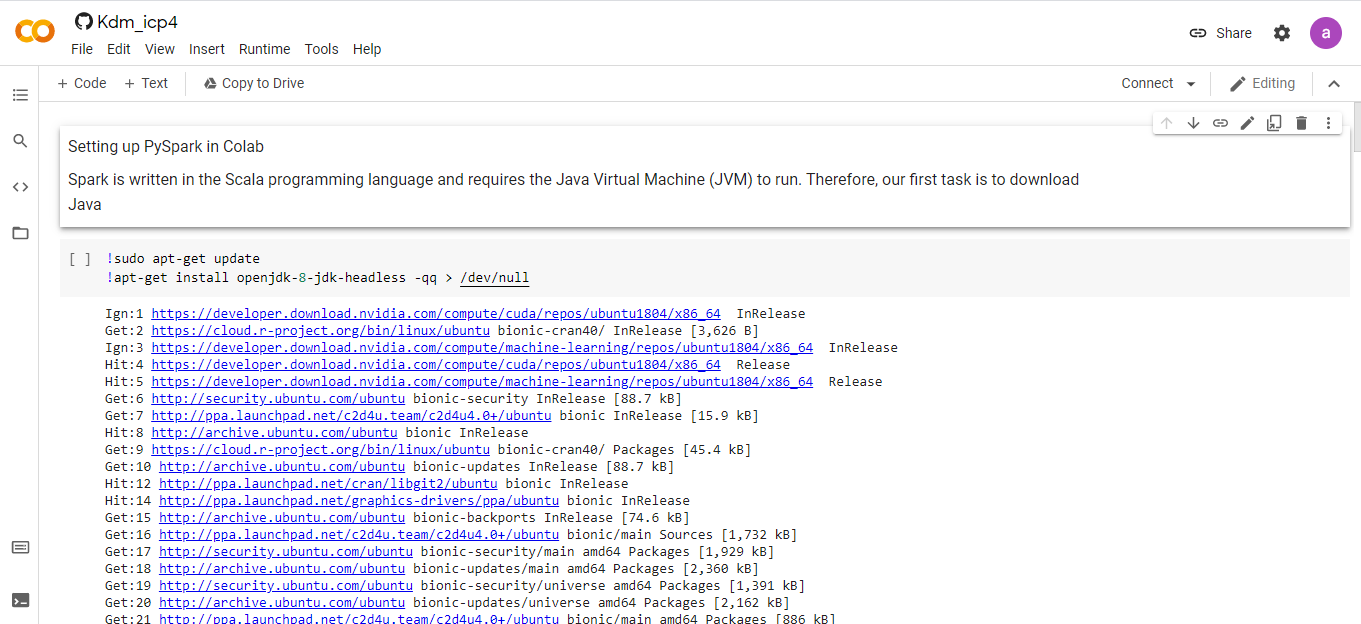 Kdm_icp4
File Edit View Insert Runtime Tools Help
Share
a
+ Code + Text Copy to Drive
Connect
Editing
Setting up PySpark in Colab
Spark is written in the Scala programming language and requires the Java Virtual Machine (JVM) to run. Therefore, our first task is to download
Java
[ ] !sudo apt-get update
!apt-get install openjdk-8-jdk-headless -qq > /dev/null
Ign:1 https://developer.download.nvidia.com/compute/cuda/repos/ubuntu1804/x86_64 InRelease
Get:2 https://cloud.r-project.org/bin/linux/ubuntu bionic-cran40/ InRelease [3,626 B]
Ign:3 https://developer.download.nvidia.com/compute/machine-learning/repos/ubuntu1804/x86_64 InRelease
Hit:4 https://developer.download.nvidia.com/compute/cuda/repos/ubuntu1804/x86_64 Release
Hit:5 https://developer.download.nvidia.com/compute/machine-learning/repos/ubuntu1804/x86_64 Release
Get:6 http://security.ubuntu.com/ubuntu bionic-security InRelease [88.7 kB]
Get:7 http://ppa.launchpad.net/c2d4u.team/c2d4u4.0+/ubuntu bionic InRelease [15.9 kB]
Hit:8 http://archive.ubuntu.com/ubuntu bionic InRelease
Get:9 https://cloud.r-project.org/bin/linux/ubuntu bionic-cran40/ Packages [45.4 kB]
Get:10 http://archive.ubuntu.com/ubuntu bionic-updates InRelease [88.7 kB]
Hit:12 http://ppa.launchpad.net/cran/libgit2/ubuntu bionic InRelease
Hit:14 http://ppa.launchpad.net/graphics-drivers/ppa/ubuntu bionic InRelease
Get:15 http://archive.ubuntu.com/ubuntu bionic-backports InRelease [74.6 kB]
Get:16 http://ppa.launchpad.net/c2d4u.team/c2d4u4.0+/ubuntu bionic/main Sources [1,732 kB]
Get:17 http://security.ubuntu.com/ubuntu bionic-security/main amd64 Packages [1,929 kB]
Get:18 http://archive.ubuntu.com/ubuntu bionic-updates/main amd64 Packages [2,360 kB]
Get:19 http://security.ubuntu.com/ubuntu bionic-security/universe amd64 Packages [1,391 kB]
Get:20 http://archive.ubuntu.com/ubuntu bionic-updates/universe amd64 Packages [2,162 kB]
Get:21 http://ppa.launchpad.net/c2d4u.team/c2d4u4.0+/ubuntu bionic/main amd64 Packages [886 kB]